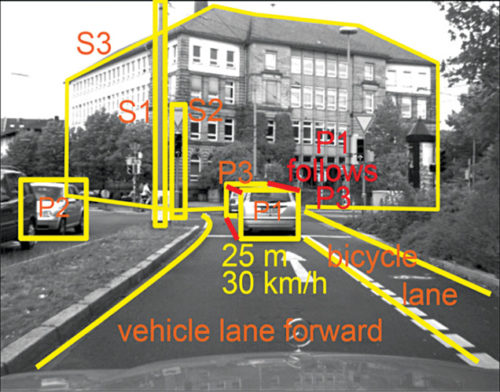 S3
S1
S2
P1
follows
P3
P3
P2
P1
25 m
30 km/h
bicycle
lane
vehicle lane forward